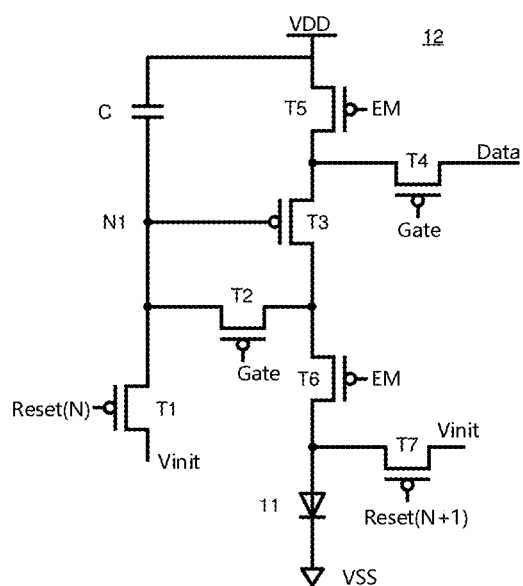 VDD
12
C
T5
EM
T4
Data
N1
T3
Gate
T2
Gate
T6
EM
Reset(N)
T1
Vinit
T7
Vinit
11
Reset(N+1)
VSS